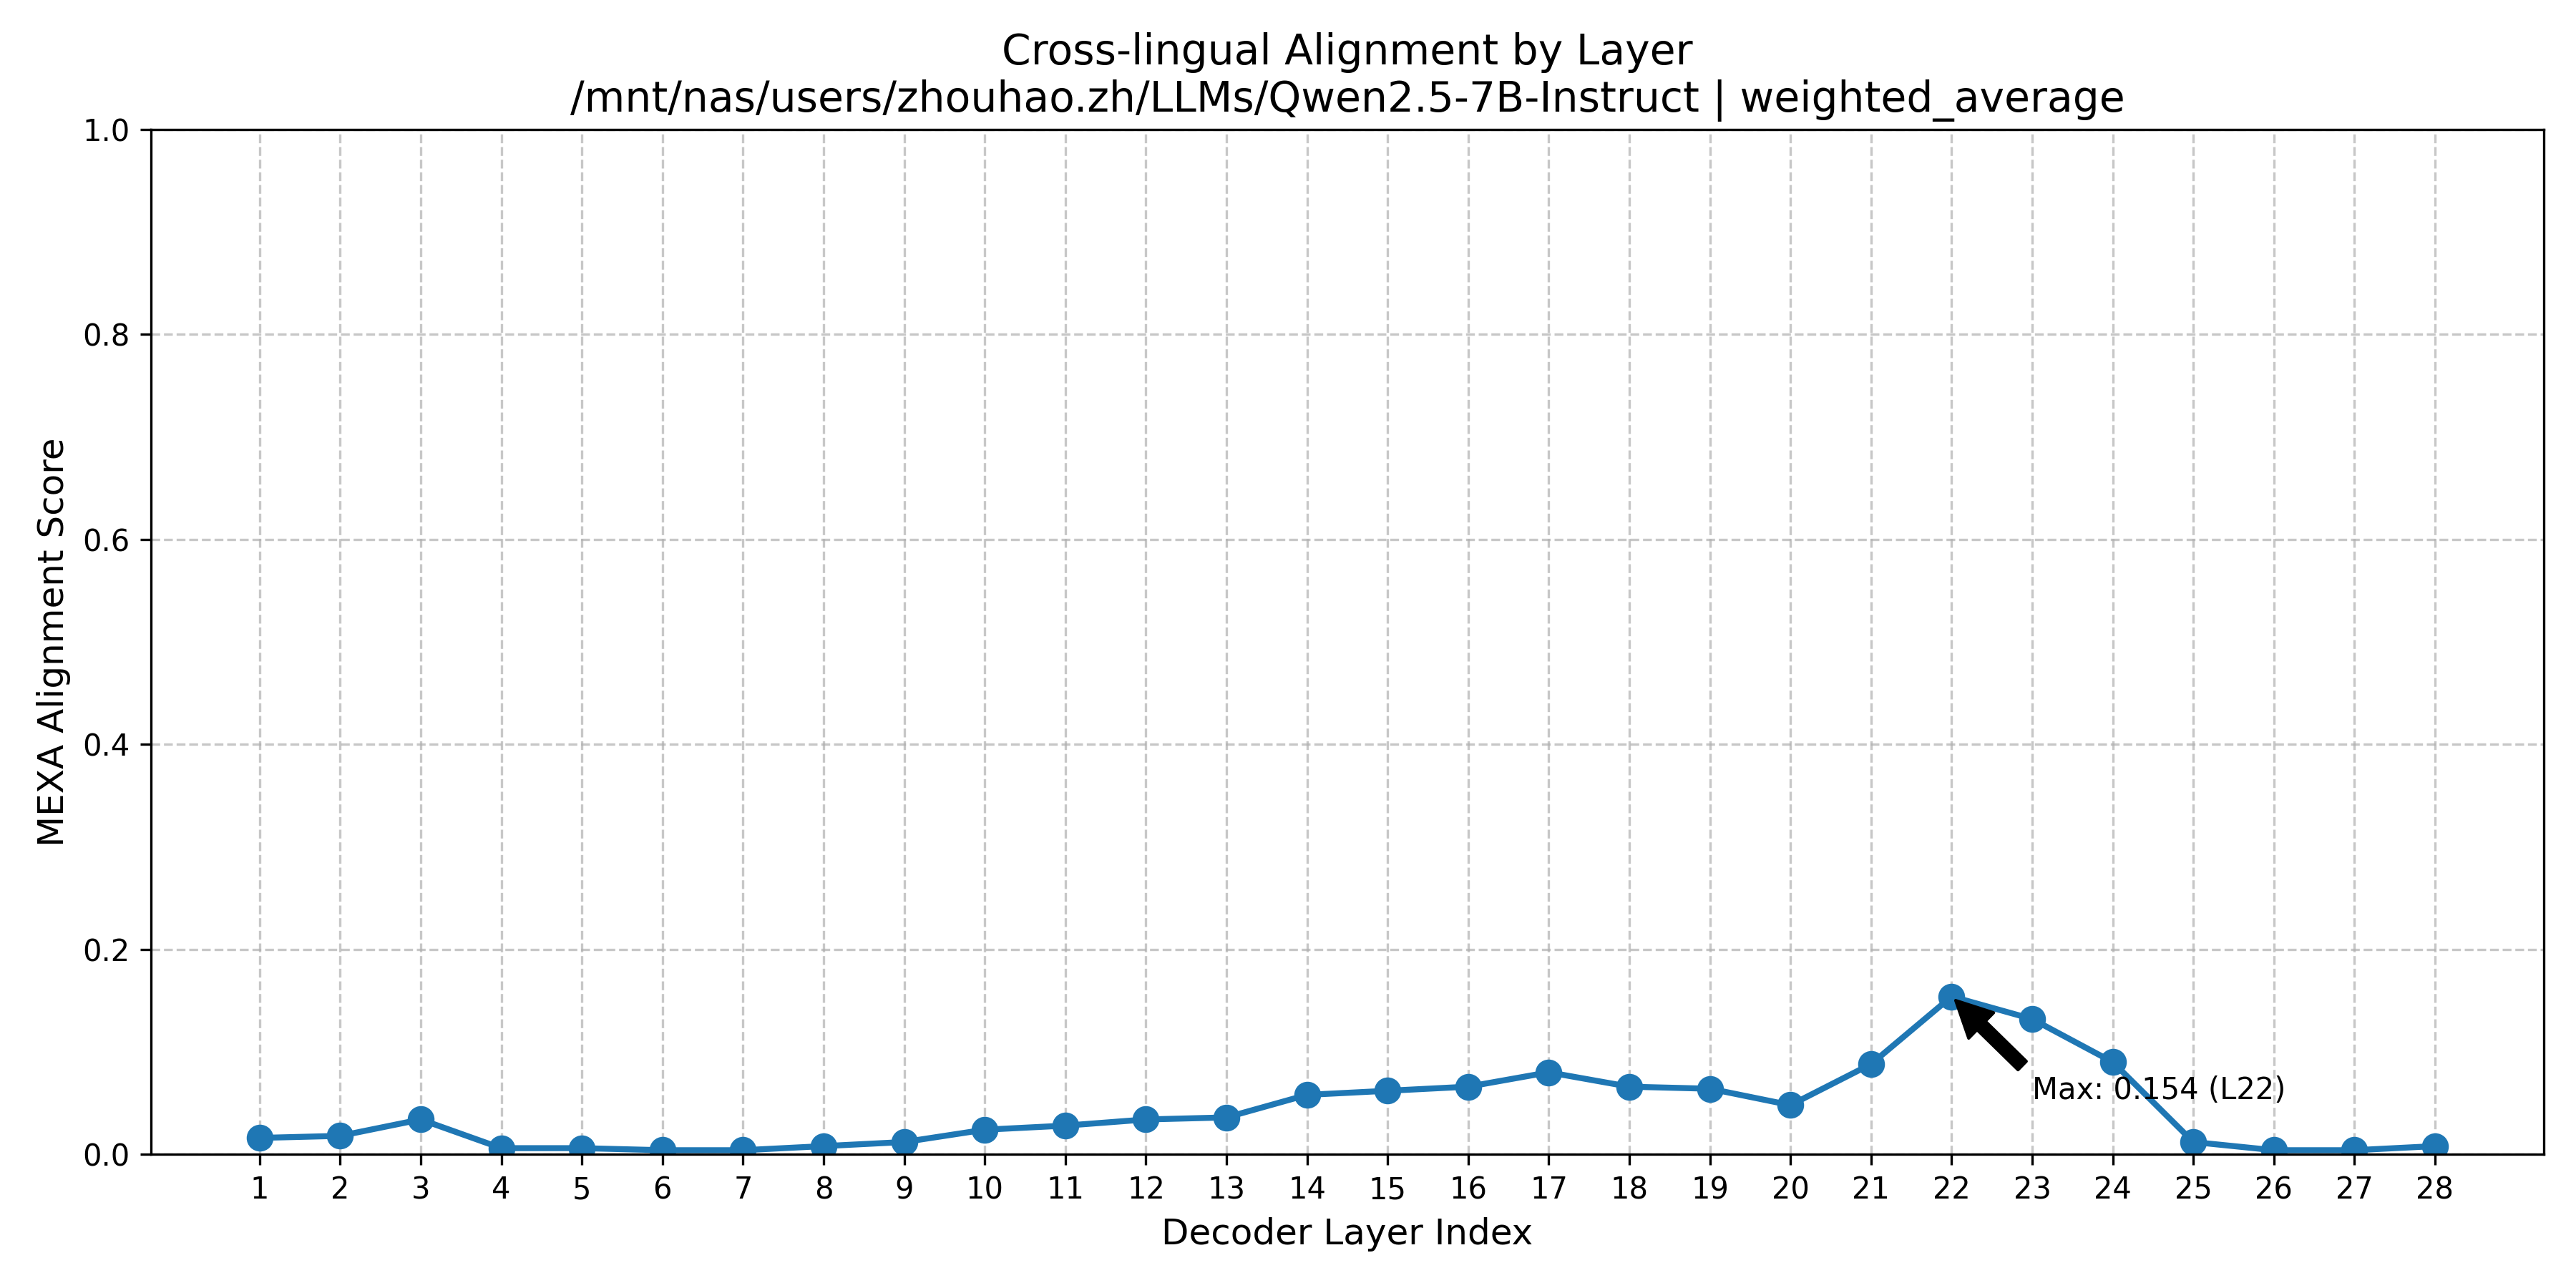 Cross-lingual Alignment by Layer
/mnt/nas/users/zhouhao.zh/LLMs/Qwen2.5-7B-Instruct | weighted_average
1.0
0.8
0.6
0.4
0.2
0.0
MEXA Alignment Score
Max: 0.154 (L22)
1 2 3 4 5 6 7 8 9 10 11 12 13 14 15 16 17 18 19 20 21 22 23 24 25 26 27 28
Decoder Layer Index